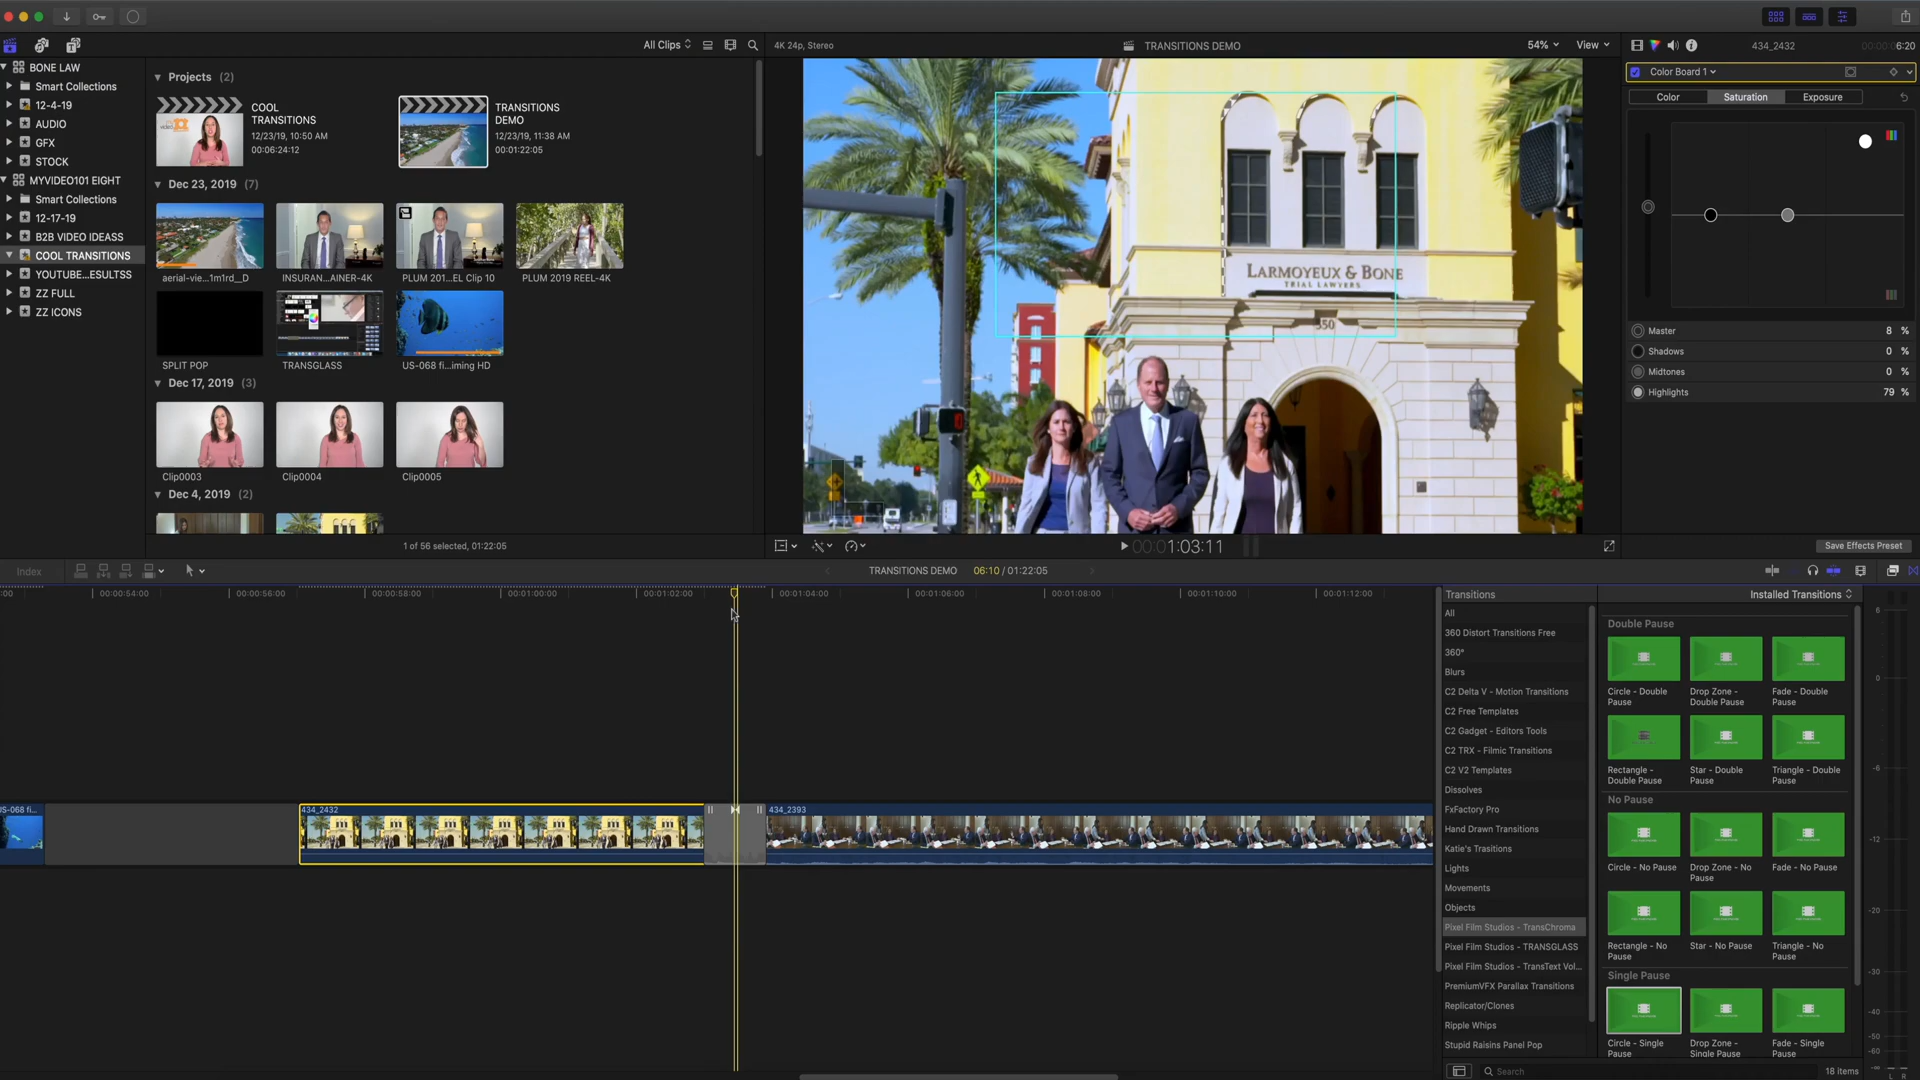 All Clips
4K 24p, Stereo
TRANSITIONS DEMO
54%
View
434_2432
6:20
BONE LAW
Smart Collections
12-4-19
AUDIO
GFX
STOCK
MYVIDEO101 EIGHT
Smart Collections
12-17-19
B2B VIDEO IDEASS
COOL TRANSITIONS
YOUTUBE...ESULTSS
ZZ FULL
ZZ ICONS
Projects (2)
COOL
TRANSITIONS
12/23/19, 10:50 AM
00:06:24:12
TRANSITIONS
DEMO
12/23/19, 11:38 AM
00:01:22:05
Dec 23, 2019 (7)
aerial-vie...1m1rd__D
INSURAN...AINER-4K
PLUM 201...EL Clip 10
PLUM 2019 REEL-4K
SPLIT POP
TRANSGLASS
US-068 fi...iming HD
Dec 17, 2019 (3)
Clip0003
Clip0004
Clip0005
Dec 4, 2019 (2)
1 of 56 selected, 01:22:05
LARMOYEUX & BONE
TRIAL LAWYERS
350
00:01:03:11
Color Board 1
Color
Saturation
Exposure
Master 8 %
Shadows 0 %
Midtones 0 %
Highlights 79 %
Save Effects Preset
Index
TRANSITIONS DEMO 06:10 / 01:22:05
00:00:54:00
00:00:56:00
00:00:58:00
00:01:00:00
00:01:02:00
00:01:04:00
00:01:06:00
00:01:08:00
00:01:10:00
00:01:12:00
US-068 fi...
434_2432
434_2393
Transitions
Installed Transitions
All
360 Distort Transitions Free
360°
Blurs
C2 Delta V - Motion Transitions
C2 Free Templates
C2 Gadget - Editors Tools
C2 TRX - Filmic Transitions
C2 V2 Templates
Dissolves
FxFactory Pro
Hand Drawn Transitions
Katie's Trasitions
Lights
Movements
Objects
Pixel Film Studios - TransChroma
Pixel Film Studios - TRANSGLASS
Pixel Film Studios - TransText Vol...
PremiumVFX Parallax Transitions
Replicator/Clones
Ripple Whips
Stupid Raisins Panel Pop
Double Pause
Circle - Double
Pause
Drop Zone -
Double Pause
Fade - Double
Pause
Rectangle -
Double Pause
Star - Double
Pause
Triangle - Double
Pause
No Pause
Circle - No Pause
Drop Zone - No
Pause
Fade - No Pause
Rectangle - No
Pause
Star - No Pause
Triangle - No
Pause
Single Pause
Circle - Single
Pause
Drop Zone -
Single Pause
Fade - Single
Pause
Search
18 items
6
0
-6
-12
-20
-30
-40
-50
-60
L R